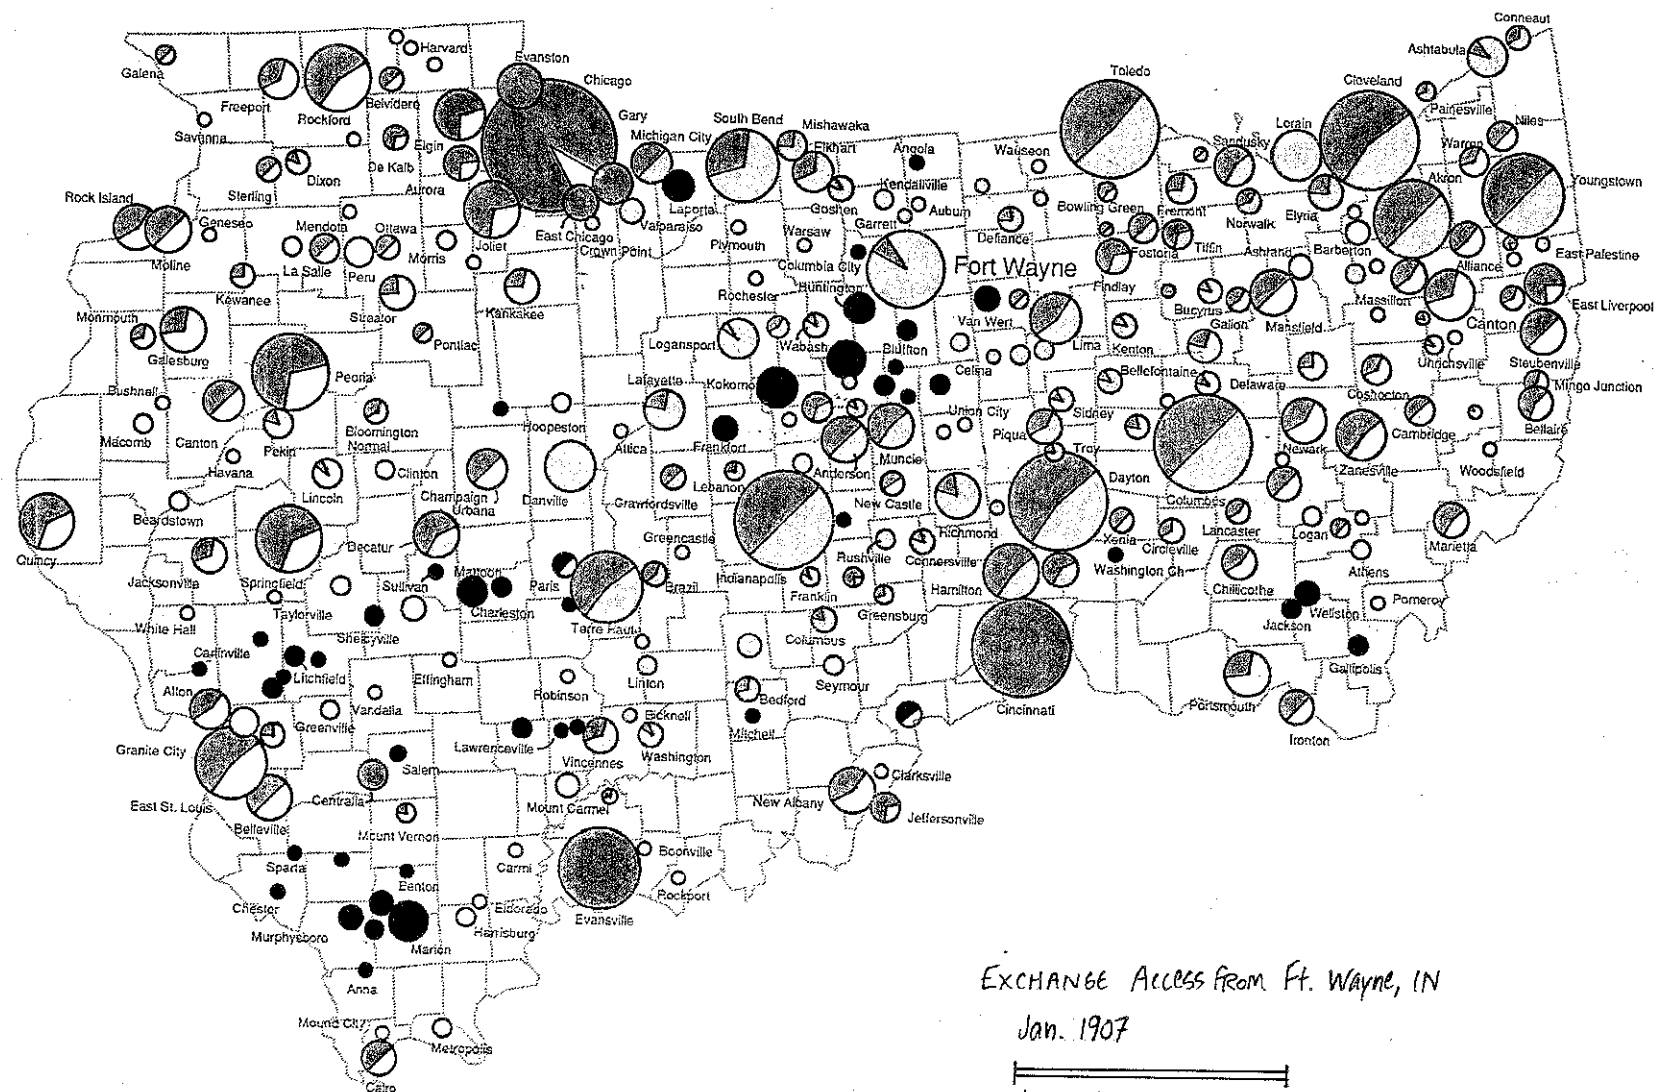 Conneaut
Ashtabula
Harvard
Galena
Evanston
Chicago
Toledo
Cleveland
Painesville
Freeport
Rockford
Belvidere
Gary
Michigan City
South Bend
Mishawaka
Lorain
Niles
Savanna
Elgin
Elkhart
Angola
Wauseon
Sandusky
Warren
De Kalb
Dixon
Sterling
Aurora
Kendallville
Akron
Youngstown
Rock Island
Geneseo
Mendota
Ottawa
Laporte
Goshen
Auburn
Bowling Green
Fremont
Norwalk
Elyria
Joliet
East Chicago
Valparaiso
Garrett
Defiance
Crown Point
Plymouth
Warsaw
Tiffin
Ashland
Barberton
Moline
La Salle
Peru
Morris
Columbia City
Fort Wayne
Fostoria
Alliance
East Palestine
Kewanee
Rochester
Huntington
Findlay
Massillon
Monmouth
Streator
Kankakee
Van Wert
Bucyrus
Galion
Mansfield
Canton
East Liverpool
Galesburg
Pontiac
Logansport
Wabash
Bluffton
Lima
Kenton
Uhrichsville
Steubenville
Celina
Bushnell
Peoria
Lafayette
Kokomo
Bellefontaine
Delaware
Coshocton
Mingo Junction
Macomb
Canton
Pekin
Bloomington
Normal
Hoopeston
Attica
Frankfort
Union City
Sidney
Piqua
Newark
Cambridge
Bellaire
Havana
Lincoln
Clinton
Champaign
Urbana
Danville
Lebanon
Anderson
Muncie
Troy
Dayton
Columbus
Zanesville
Woodsfield
Beardstown
Crawfordsville
New Castle
Richmond
Xenia
Lancaster
Logan
Marietta
Quincy
Decatur
Greencastle
Rushville
Connersville
Circleville
Jacksonville
Springfield
Sullivan
Mattoon
Paris
Brazil
Indianapolis
Franklin
Hamilton
Washington Ch
Athens
Taylorville
Charleston
Greensburg
Chillicothe
Wellston
Pomeroy
White Hall
Shelbyville
Terre Haute
Columbus
Jackson
Carlinville
Litchfield
Effingham
Robinson
Linton
Seymour
Gallipolis
Alton
Vandalia
Bedford
Cincinnati
Portsmouth
Greenville
Bicknell
Mitchell
Granite City
Lawrenceville
Vincennes
Washington
Ironton
Salem
Clarksville
East St. Louis
Centralia
Mount Carmel
New Albany
Belleville
Mount Vernon
Jeffersonville
Sparta
Carmi
Boonville
Benton
Rockport
Chester
Eldorado
Evansville
Murphysboro
Harrisburg
Marion
Anna
EXCHANGE ACCESS FROM Ft. Wayne, IN
Mound City
Jan. 1907
Metropolis
Cairo